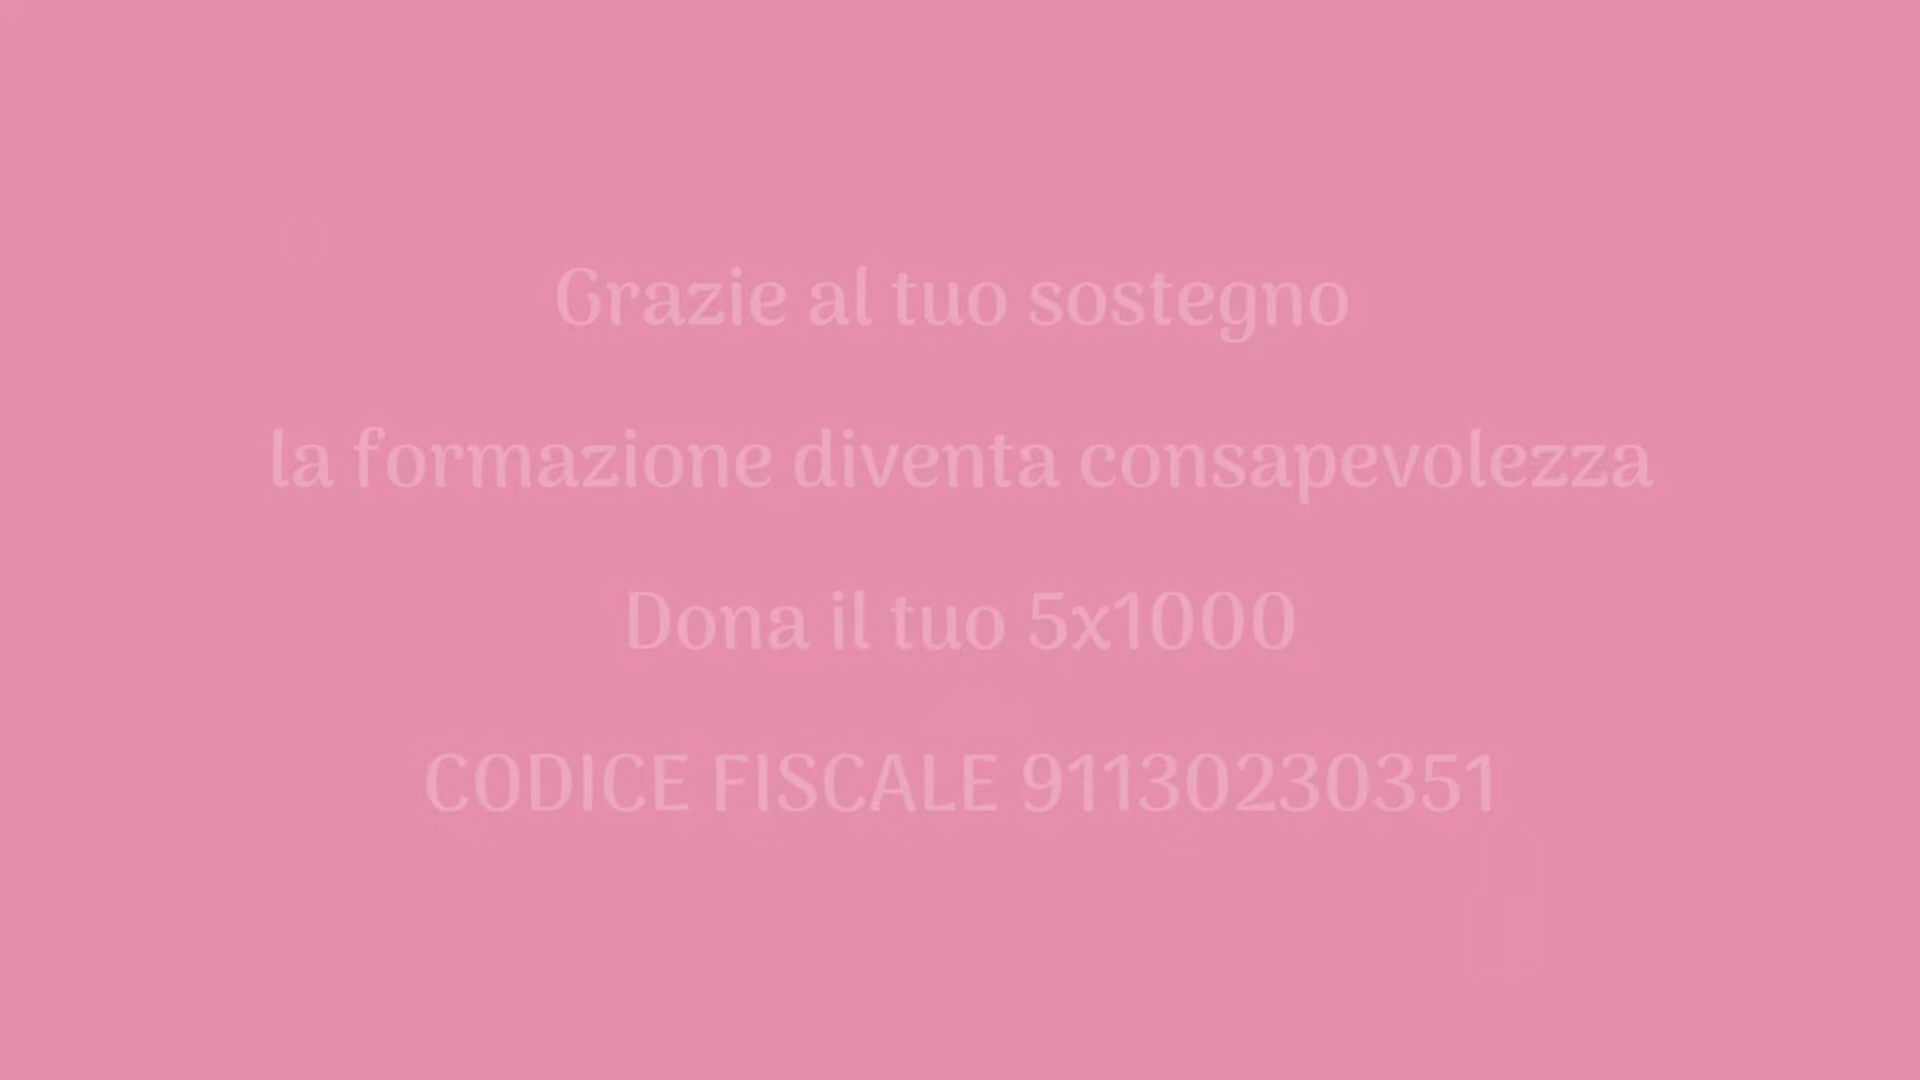 Grazie al tuo sostegno
la formazione diventa consapevolezza
Dona il tuo 5x1000
CODICE FISCALE 91130230351